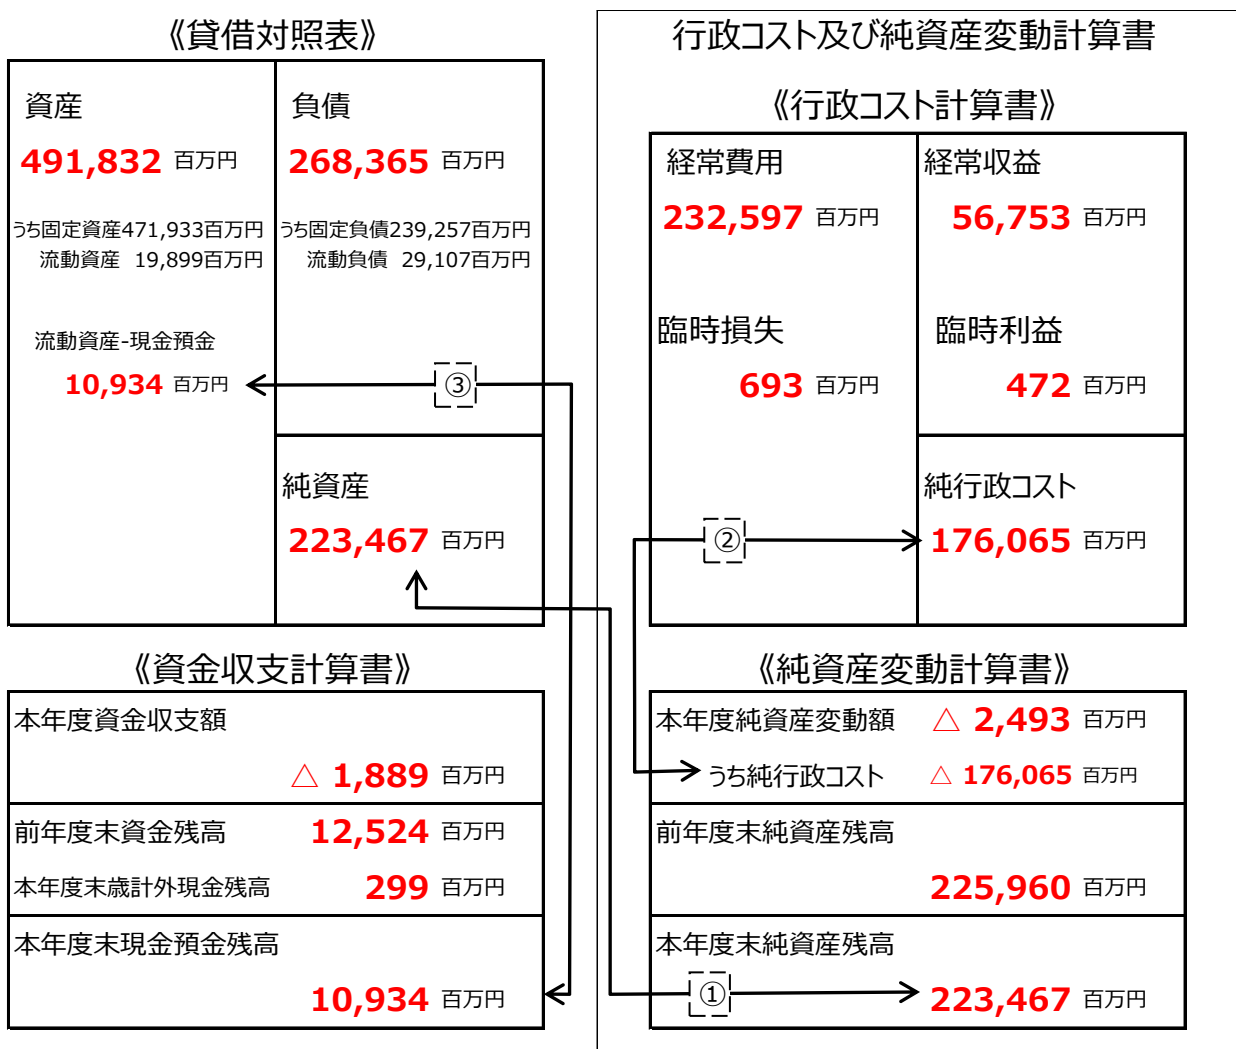 《貸借対照表》
資産
491,832 百万円
うち固定資産471,933百万円
流動資産 19,899百万円
流動資産-現金預金
10,934 百万円
負債
268,365 百万円
うち固定負債239,257百万円
流動負債 29,107百万円
③
純資産
223,467 百万円
行政コスト及び純資産変動計算書
《行政コスト計算書》
経常費用
232,597 百万円
臨時損失
693 百万円
②
経常収益
56,753 百万円
臨時利益
472 百万円
純行政コスト
176,065 百万円
《資金収支計算書》
本年度資金収支額
△ 1,889 百万円
前年度末資金残高 12,524 百万円
本年度末歳計外現金残高 299 百万円
本年度末現金預金残高
10,934 百万円
《純資産変動計算書》
本年度純資産変動額 △ 2,493 百万円
うち純行政コスト △ 176,065 百万円
前年度末純資産残高
225,960 百万円
本年度末純資産残高
① 223,467 百万円